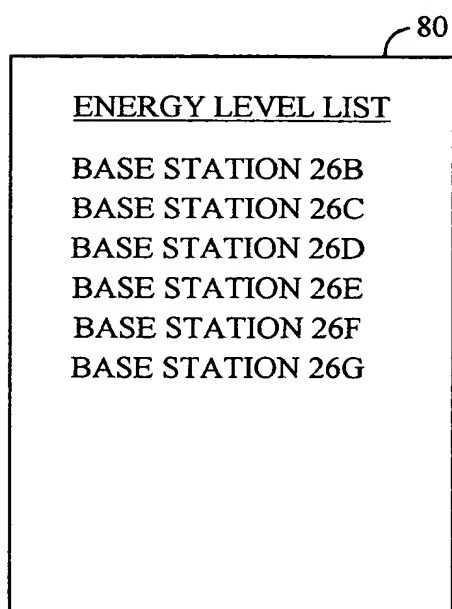 80
ENERGY LEVEL LIST
BASE STATION 26B
BASE STATION 26C
BASE STATION 26D
BASE STATION 26E
BASE STATION 26F
BASE STATION 26G